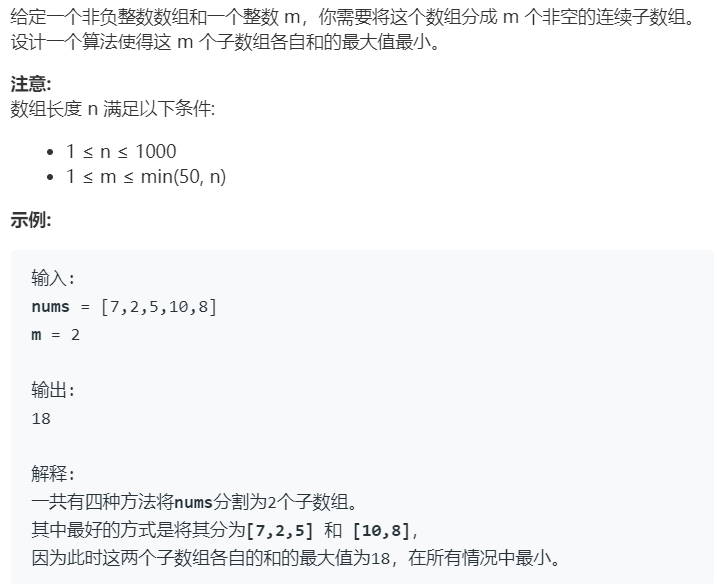 给定一个非负整数数组和一个整数 m，你需要将这个数组分成 m 个非空的连续子数组。
设计一个算法使得这 m 个子数组各自和的最大值最小。
注意:
数组长度 n 满足以下条件:
• 1 ≤ n ≤ 1000
• 1 ≤ m ≤ min(50, n)
示例:
输入:
nums = [7,2,5,10,8]
m = 2
输出:
18
解释:
一共有四种方法将nums分割为2个子数组。
其中最好的方式是将其分为[7,2,5] 和 [10,8]，
因为此时这两个子数组各自的和的最大值为18，在所有情况中最小。